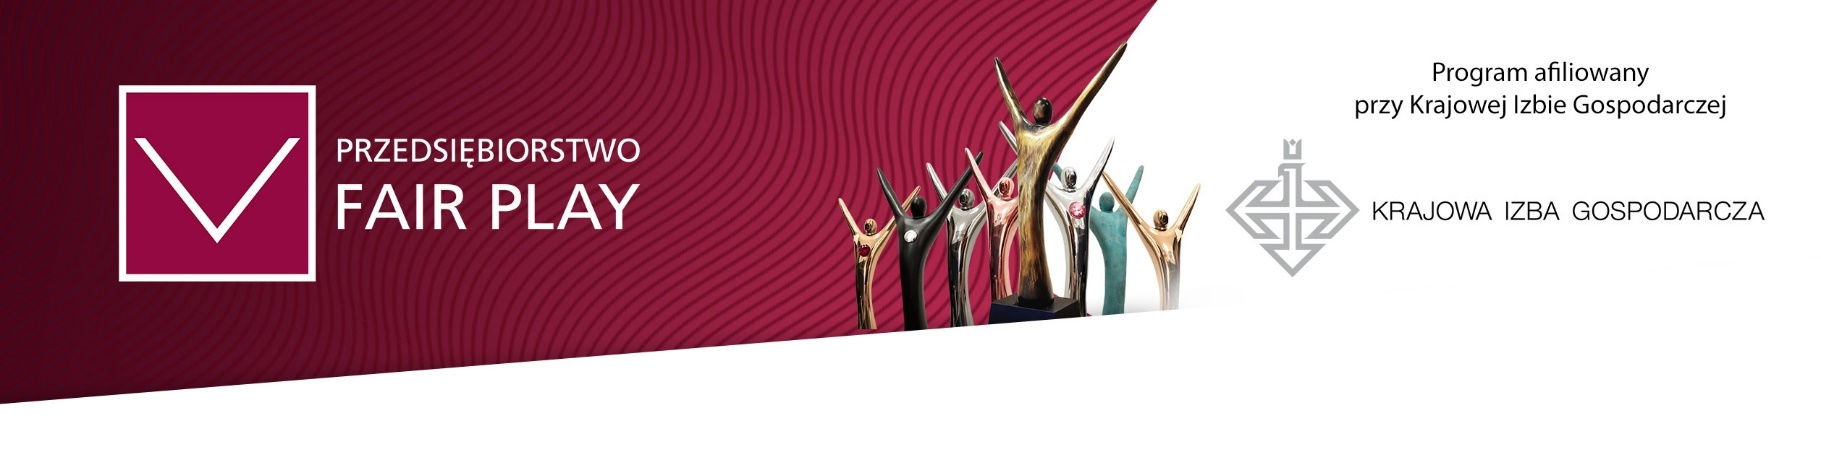 PRZEDSIĘBIORSTWO
FAIR PLAY
Program afiliowany
przy Krajowej Izbie Gospodarczej
KRAJOWA IZBA GOSPODARCZA